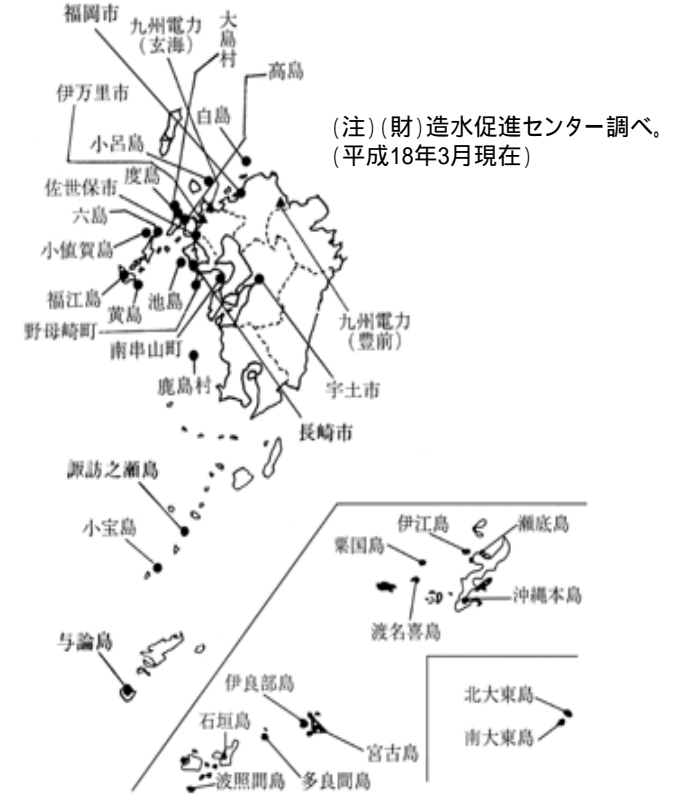 福岡市
九州電力
(玄海)
大島村
高島
伊万里市
白島
(注)(財)造水促進センター調べ。
(平成18年3月現在)
小呂島
度島
佐世保市
六島
小値賀島
福江島
黄島
池島
野母崎町
南串山町
九州電力
(豊前)
鹿島村
宇土市
長崎市
諏訪之瀬島
小宝島
与論島
伊江島
瀬底島
粟国島
沖縄本島
渡名喜島
伊良部島
石垣島
宮古島
波照間島
多良間島
北大東島
南大東島